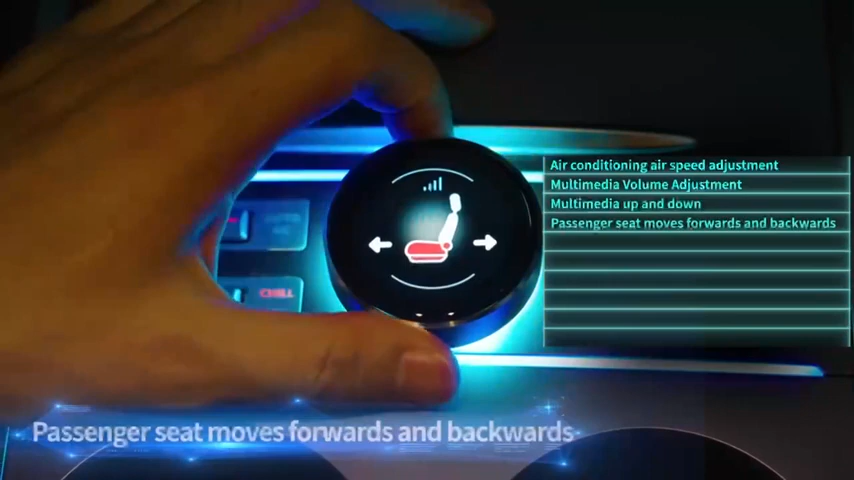 Air conditioning air speed adjustment
Multimedia Volume Adjustment
Multimedia up and down
Passenger seat moves forwards and backwards
CHILL
Passenger seat moves forwards and backwards